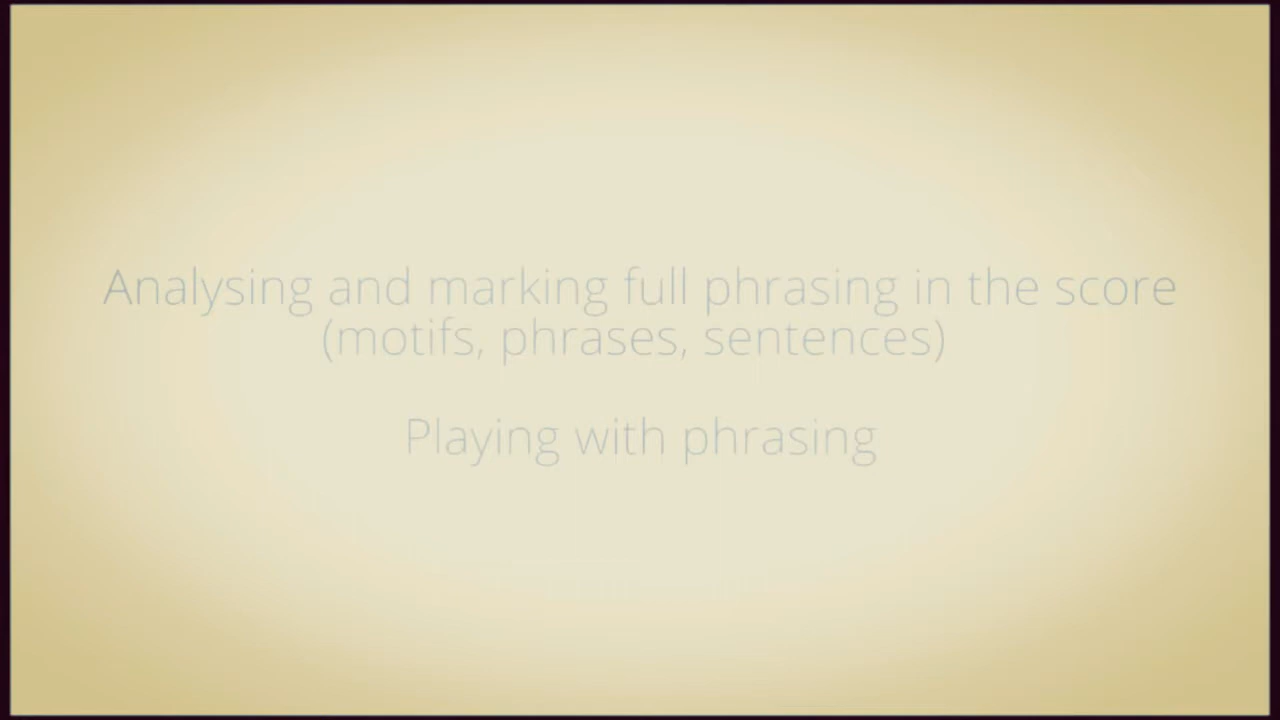 Analysing and marking full phrasing in the score
(motifs, phrases, sentences)
Playing with phrasing